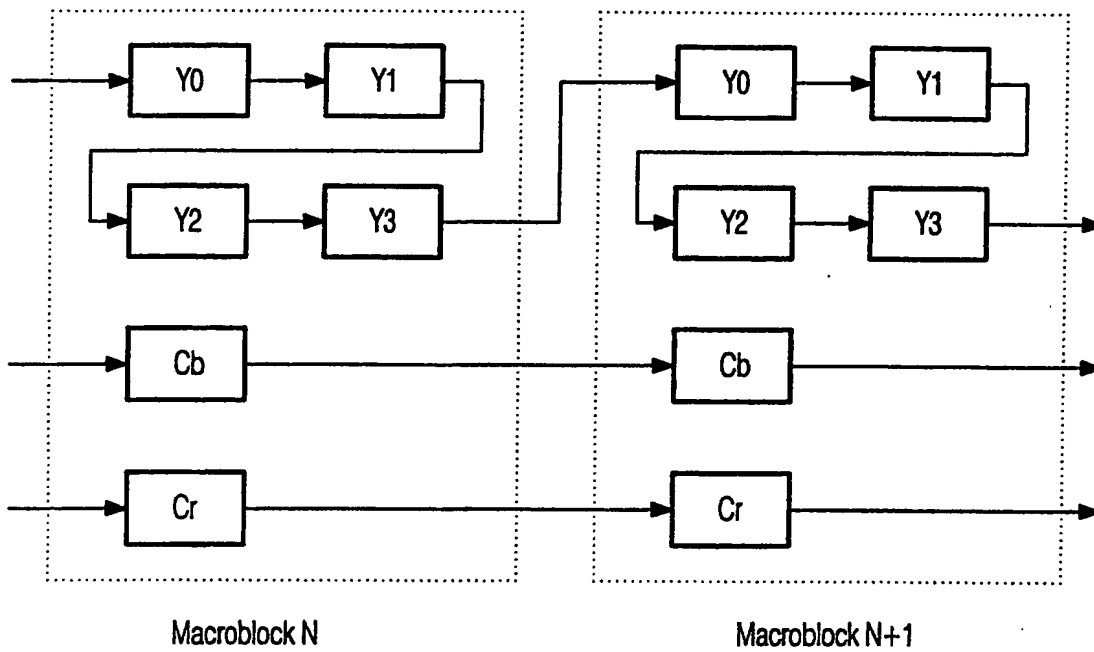 Y0 Y1 Y0 Y1
Y2 Y3 Y2 Y3
Cb Cb
Cr Cr
Macroblock N Macroblock N+1